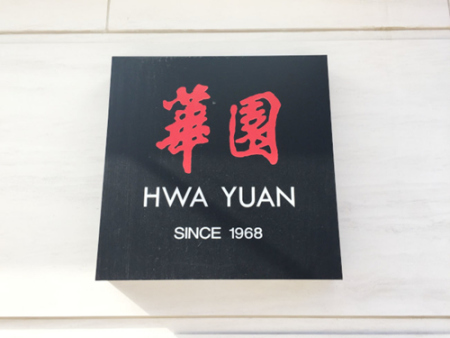 華園
HWA YUAN
SINCE 1968